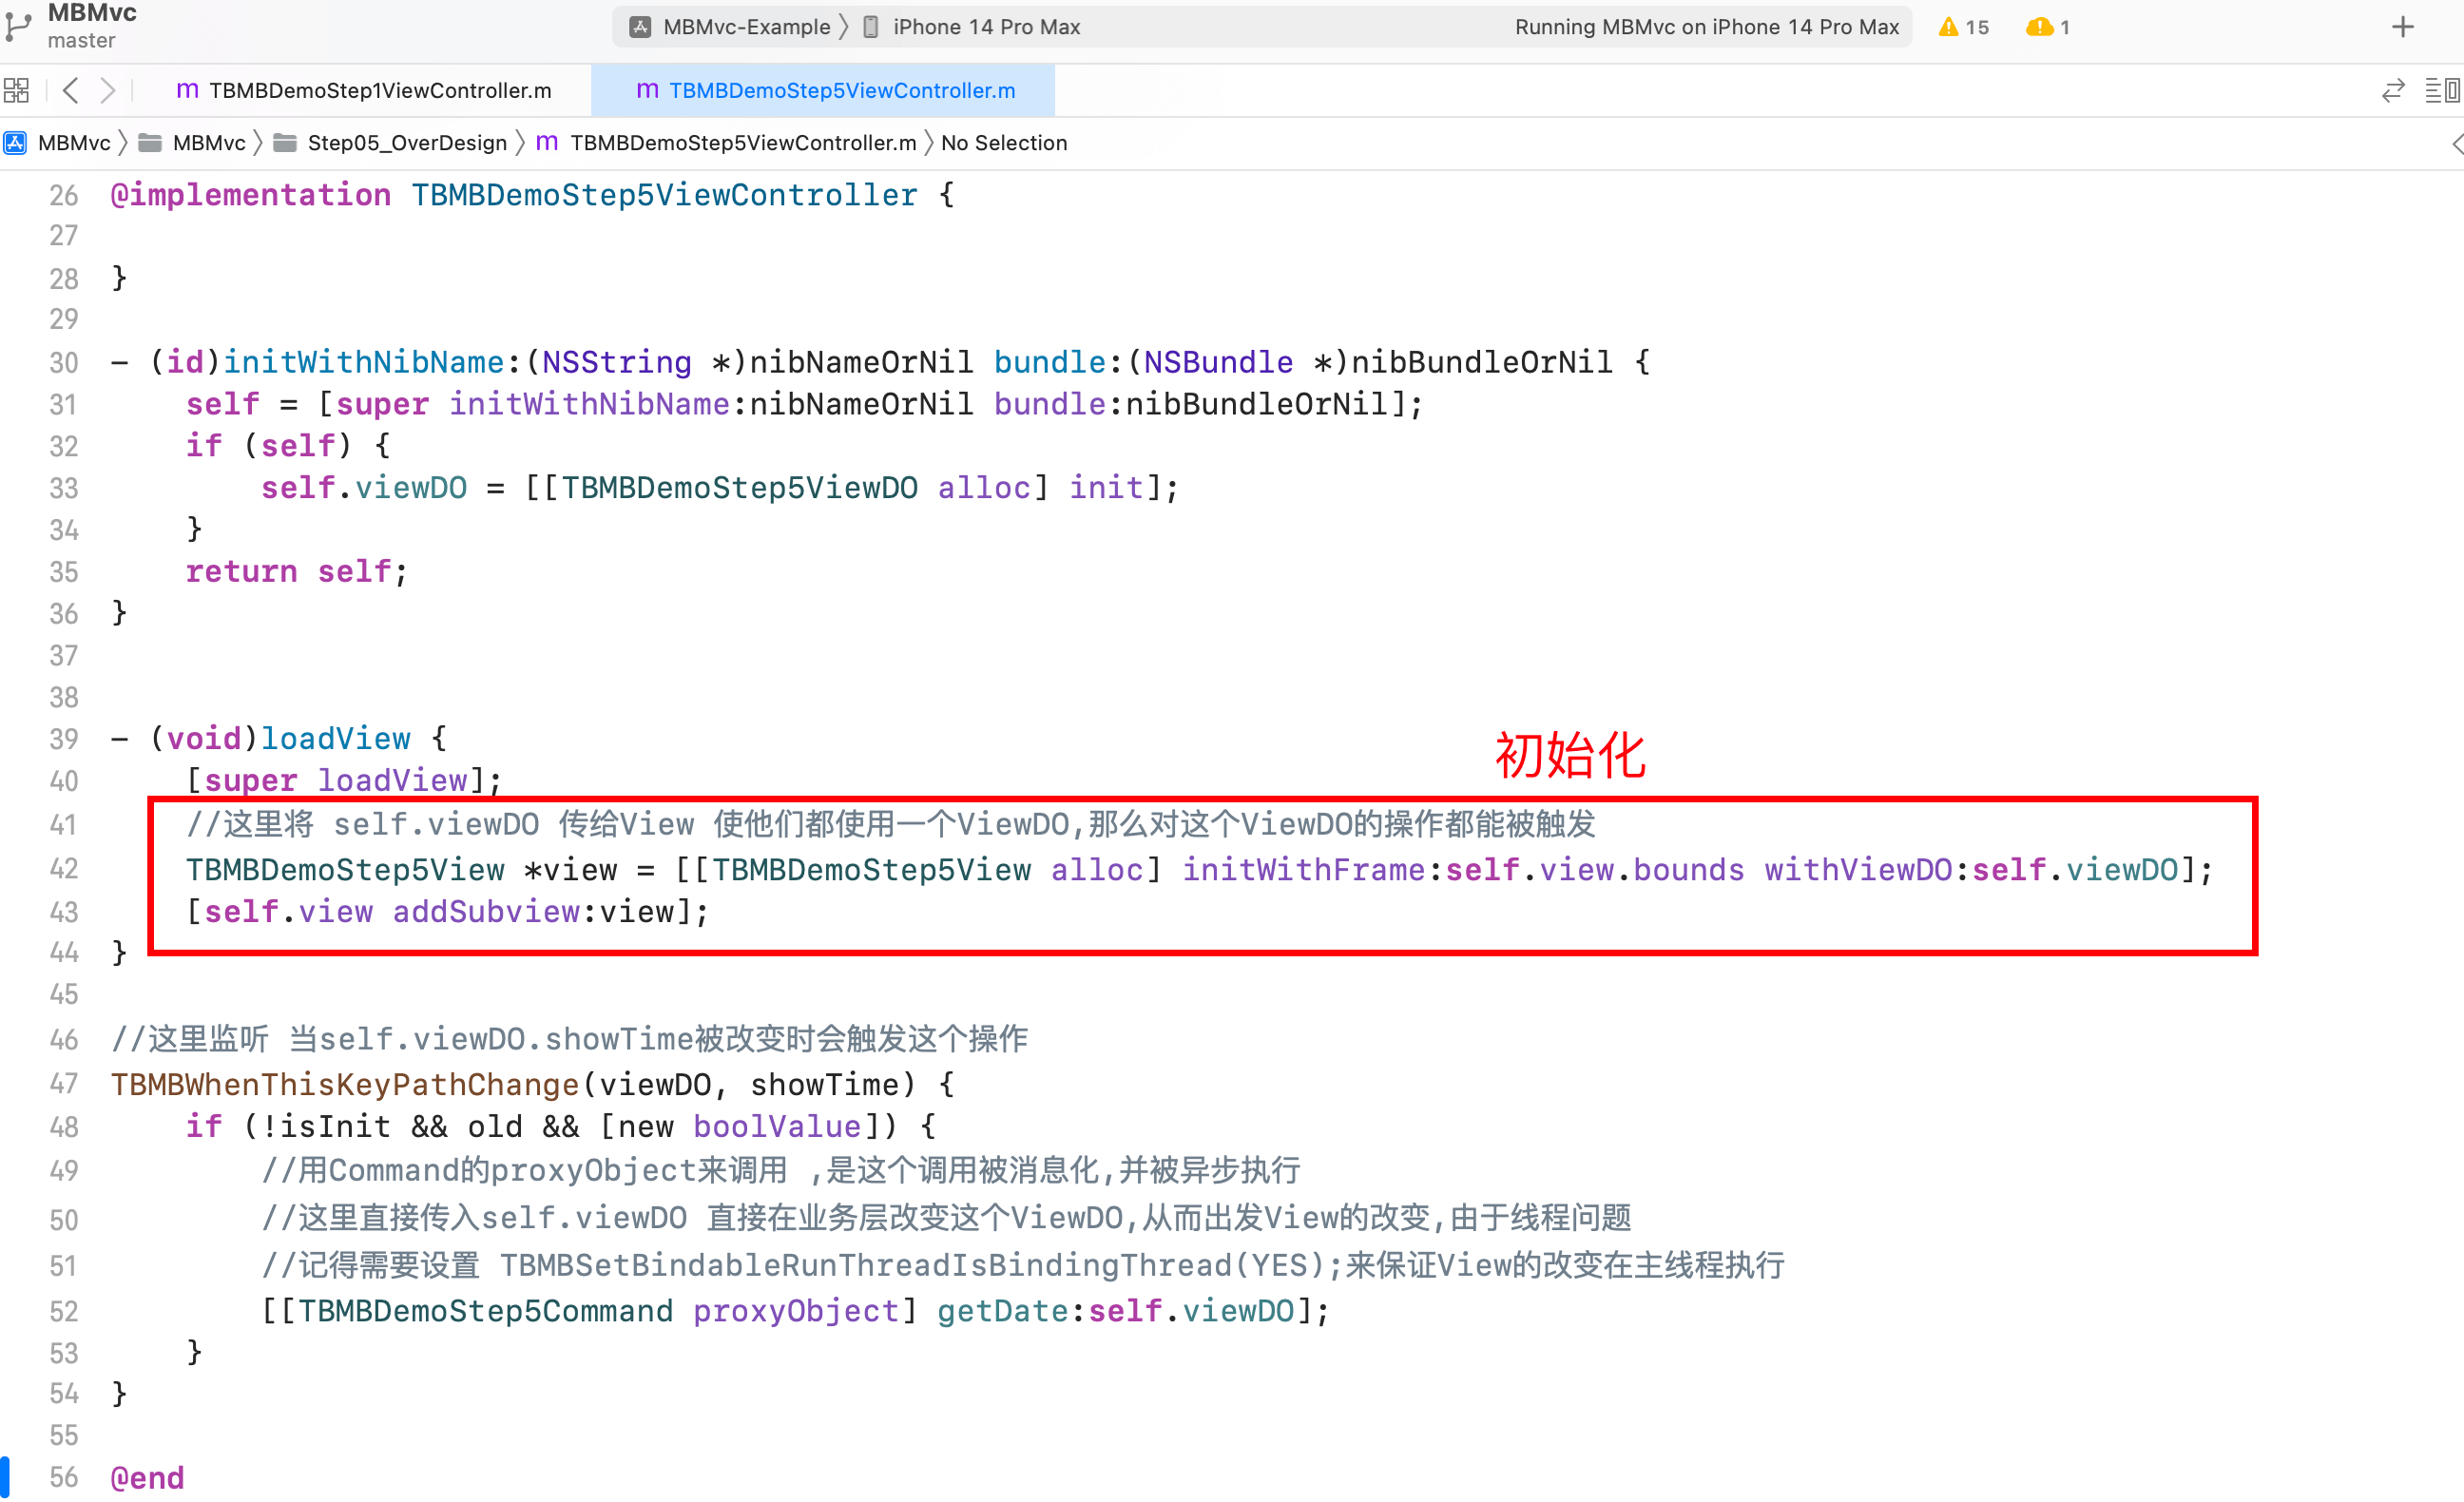 MBMvc
master
MBMvc-Example 〉 iPhone 14 Pro Max
Running MBMvc on iPhone 14 Pro Max
15
1
m TBMBDemoStep1ViewController.m
m TBMBDemoStep5ViewController.m
MBMvc 〉 MBMvc 〉 Step05_OverDesign 〉 m TBMBDemoStep5ViewController.m 〉 No Selection
26 @implementation TBMBDemoStep5ViewController {
27
28 }
29
30 - (id)initWithNibName:(NSString *)nibNameOrNil bundle:(NSBundle *)nibBundleOrNil {
31     self = [super initWithNibName:nibNameOrNil bundle:nibBundleOrNil];
32     if (self) {
33         self.viewDO = [[TBMBDemoStep5ViewDO alloc] init];
34     }
35     return self;
36 }
37
38
39 - (void)loadView {
初始化
40     [super loadView];
41     //这里将 self.viewDO 传给View 使他们都使用一个ViewDO,那么对这个ViewDO的操作都能被触发
42     TBMBDemoStep5View *view = [[TBMBDemoStep5View alloc] initWithFrame:self.view.bounds withViewDO:self.viewDO];
43     [self.view addSubview:view];
44 }
45
46 //这里监听 当self.viewDO.showTime被改变时会触发这个操作
47 TBMBWhenThisKeyPathChange(viewDO, showTime) {
48     if (!isInit && old && [new boolValue]) {
49         //用Command的proxyObject来调用 ,是这个调用被消息化,并被异步执行
50         //这里直接传入self.viewDO 直接在业务层改变这个ViewDO,从而出发View的改变,由于线程问题
51         //记得需要设置 TBMBSetBindableRunThreadIsBindingThread(YES);来保证View的改变在主线程执行
52         [[TBMBDemoStep5Command proxyObject] getDate:self.viewDO];
53     }
54 }
55
56 @end